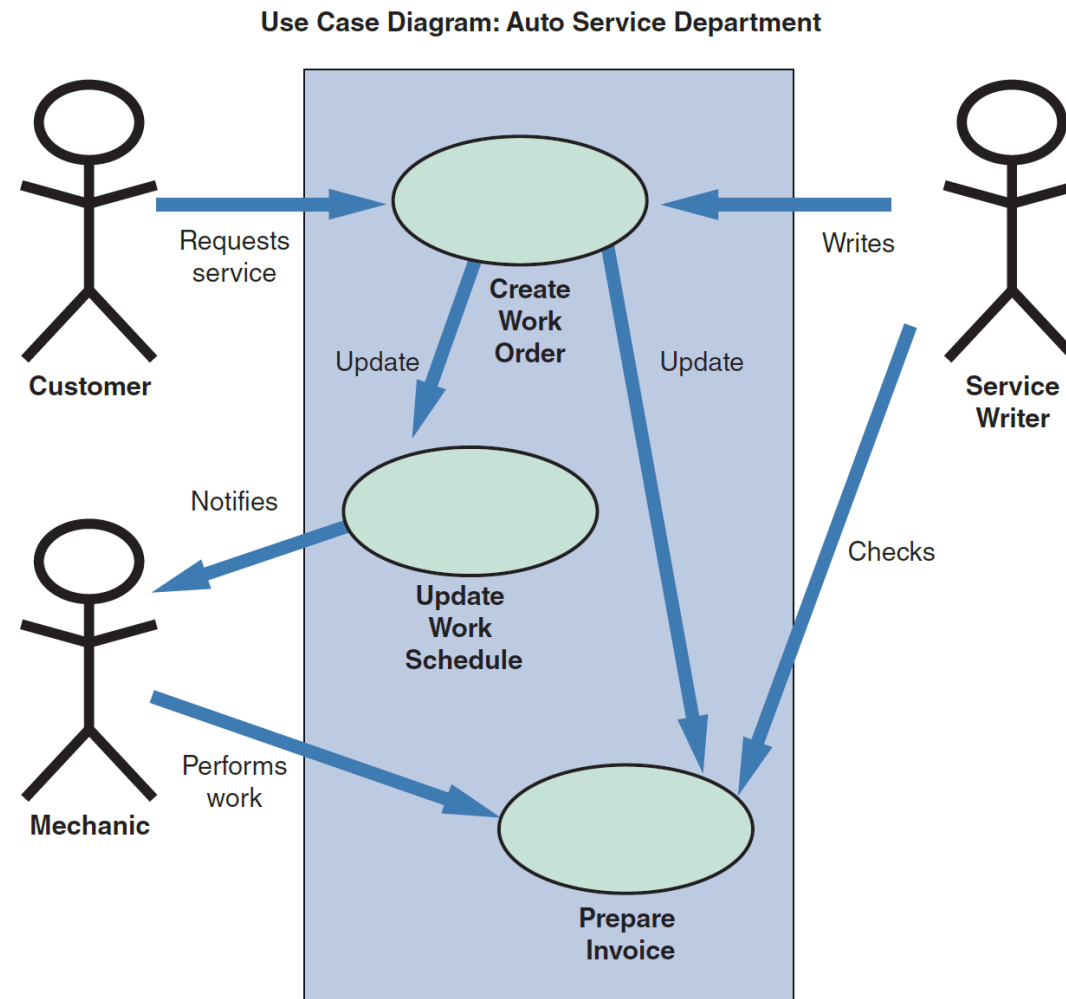 Use Case Diagram: Auto Service Department
Requests
service
Writes
Create
Work
Order
Update
Update
Customer
Service
Writer
Notifies
Checks
Update
Work
Schedule
Performs
work
Mechanic
Prepare
Invoice